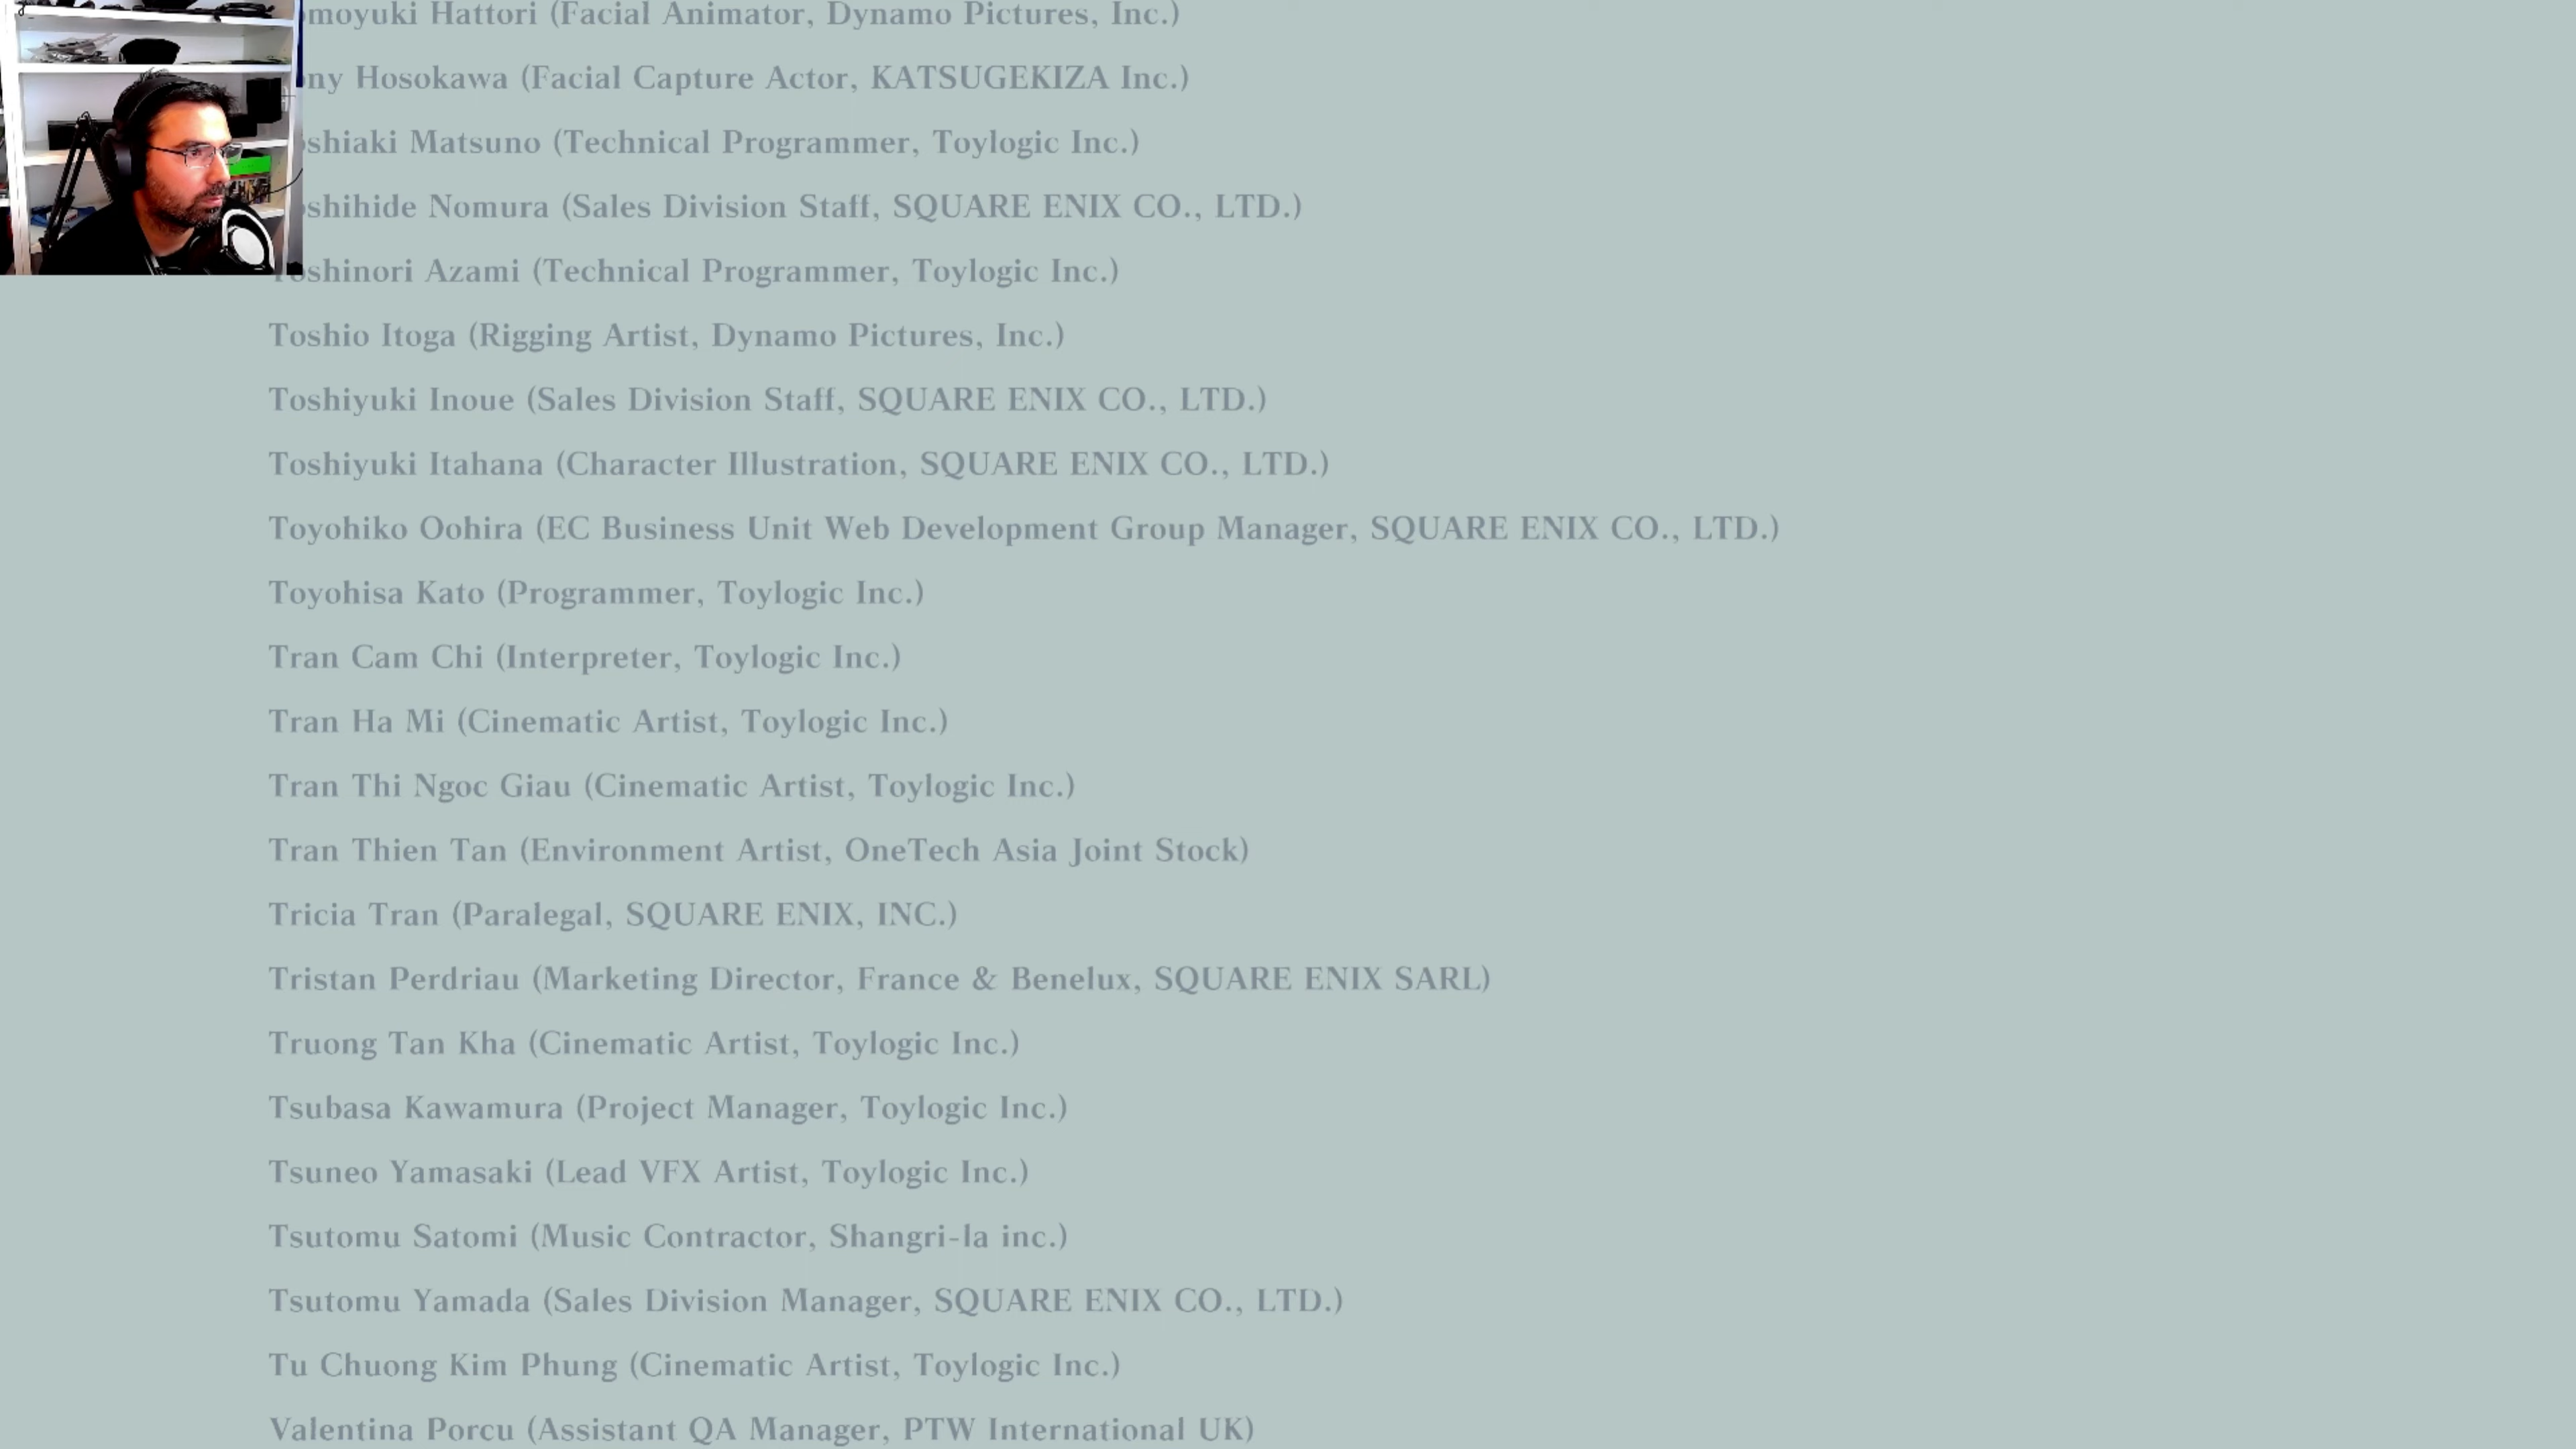 moyuki Hattori (Facial Animator, Dynamo Pictures, Inc.)
ny Hosokawa (Facial Capture Actor, KATSUGEKIZA Inc.)
shiaki Matsuno (Technical Programmer, Toylogic Inc.)
shihide Nomura (Sales Division Staff, SQUARE ENIX CO., LTD.)
Toshinori Azami (Technical Programmer, Toylogic Inc.)
Toshio Itoga (Rigging Artist, Dynamo Pictures, Inc.)
Toshiyuki Inoue (Sales Division Staff, SQUARE ENIX CO., LTD.)
Toshiyuki Itahana (Character Illustration, SQUARE ENIX CO., LTD.)
Toyohiko Oohira (EC Business Unit Web Development Group Manager, SQUARE ENIX CO., LTD.)
Toyohisa Kato (Programmer, Toylogic Inc.)
Tran Cam Chi (Interpreter, Toylogic Inc.)
Tran Ha Mi (Cinematic Artist, Toylogic Inc.)
Tran Thi Ngoc Giau (Cinematic Artist, Toylogic Inc.)
Tran Thien Tan (Environment Artist, OneTech Asia Joint Stock)
Tricia Tran (Paralegal, SQUARE ENIX, INC.)
Tristan Perdriau (Marketing Director, France & Benelux, SQUARE ENIX SARL)
Truong Tan Kha (Cinematic Artist, Toylogic Inc.)
Tsubasa Kawamura (Project Manager, Toylogic Inc.)
Tsuneo Yamasaki (Lead VFX Artist, Toylogic Inc.)
Tsutomu Satomi (Music Contractor, Shangri-la inc.)
Tsutomu Yamada (Sales Division Manager, SQUARE ENIX CO., LTD.)
Tu Chuong Kim Phung (Cinematic Artist, Toylogic Inc.)
Valentina Porcu (Assistant QA Manager, PTW International UK)